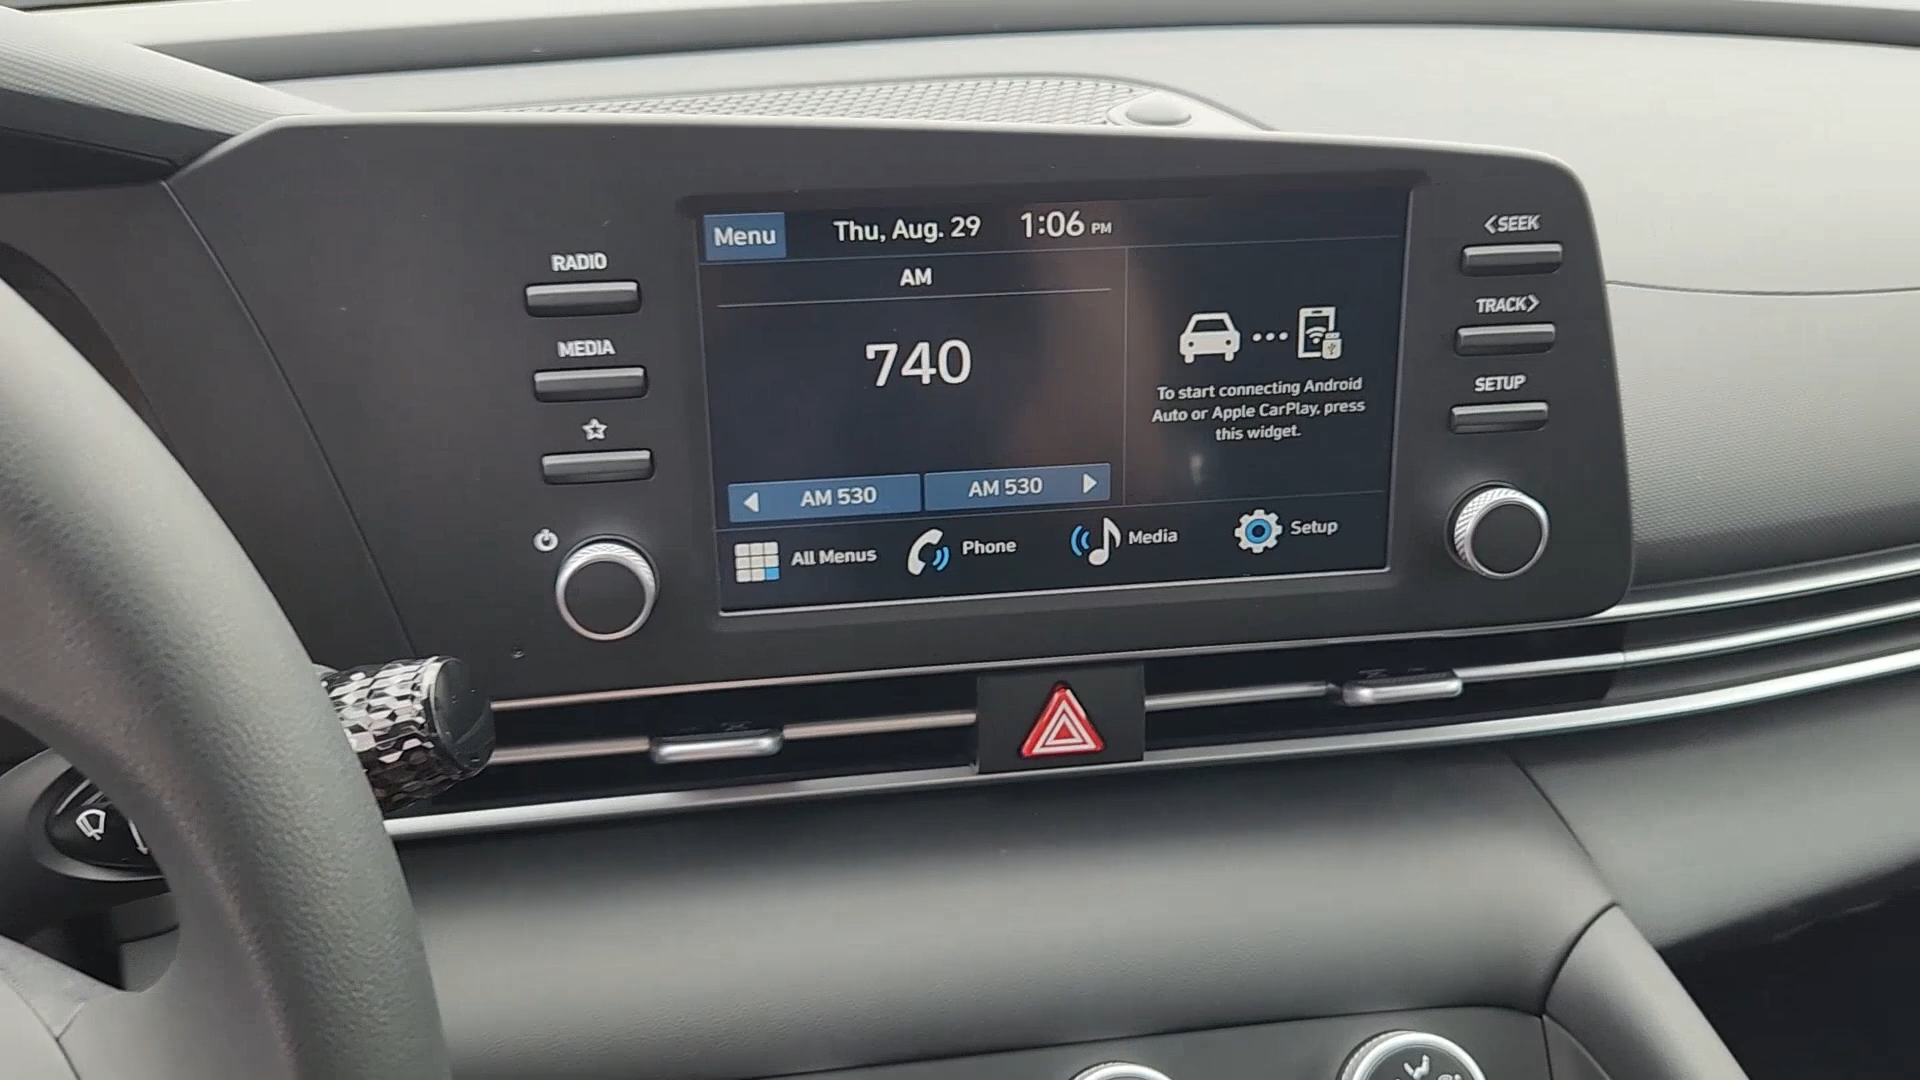 Menu Thu, Aug. 29 1:06 PM
AM
740
AM 530 AM 530
To start connecting Android
Auto or Apple CarPlay, press
this widget.
All Menus Phone Media Setup
RADIO
MEDIA
<SEEK
TRACK>
SETUP